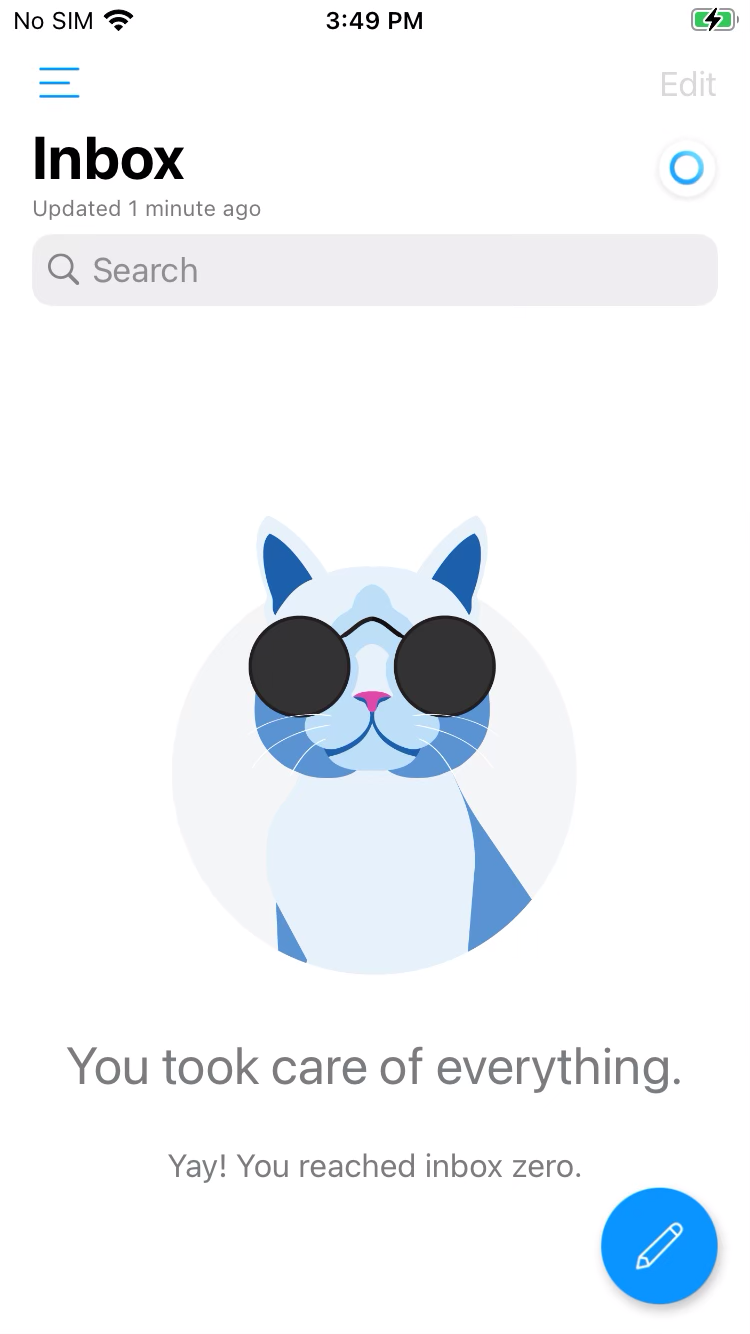 No SIM 3:49 PM
Edit
Inbox
Updated 1 minute ago
Search
You took care of everything.
Yay! You reached inbox zero.